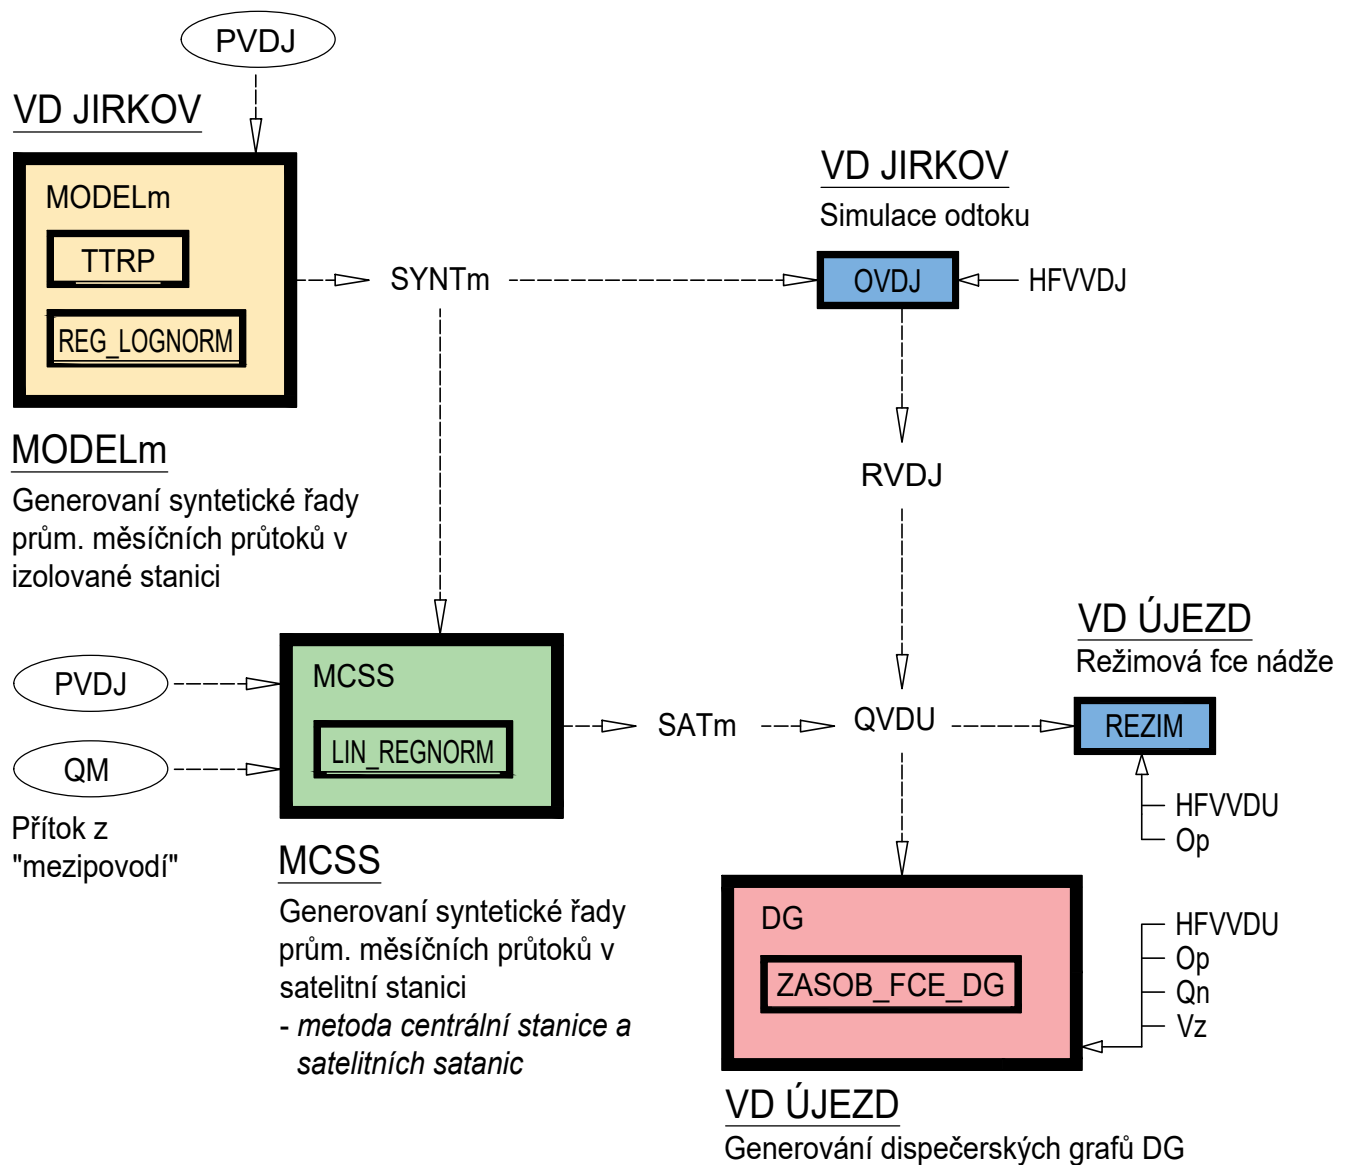 PVDJ
VD JIRKOV
MODELm
TTRP
REG_LOGNORM
SYNTm
VD JIRKOV
Simulace odtoku
OVDJ
HFVVDJ
MODELm
Generovaní syntetické řady
prům. měsíčních průtoků v
izolované stanici
RVDJ
PVDJ
QM
Přítok z
"mezipovodí"
MCSS
LIN_REGNORM
SATm
QVDU
VD ÚJEZD
Režimová fce nádže
REZIM
HFVVDU
Op
MCSS
Generovaní syntetické řady
prům. měsíčních průtoků v
satelitní stanici
- metoda centrální stanice a
satelitních satanic
DG
ZASOB_FCE_DG
HFVVDU
Op
Qn
Vz
VD ÚJEZD
Generování dispečerských grafů DG